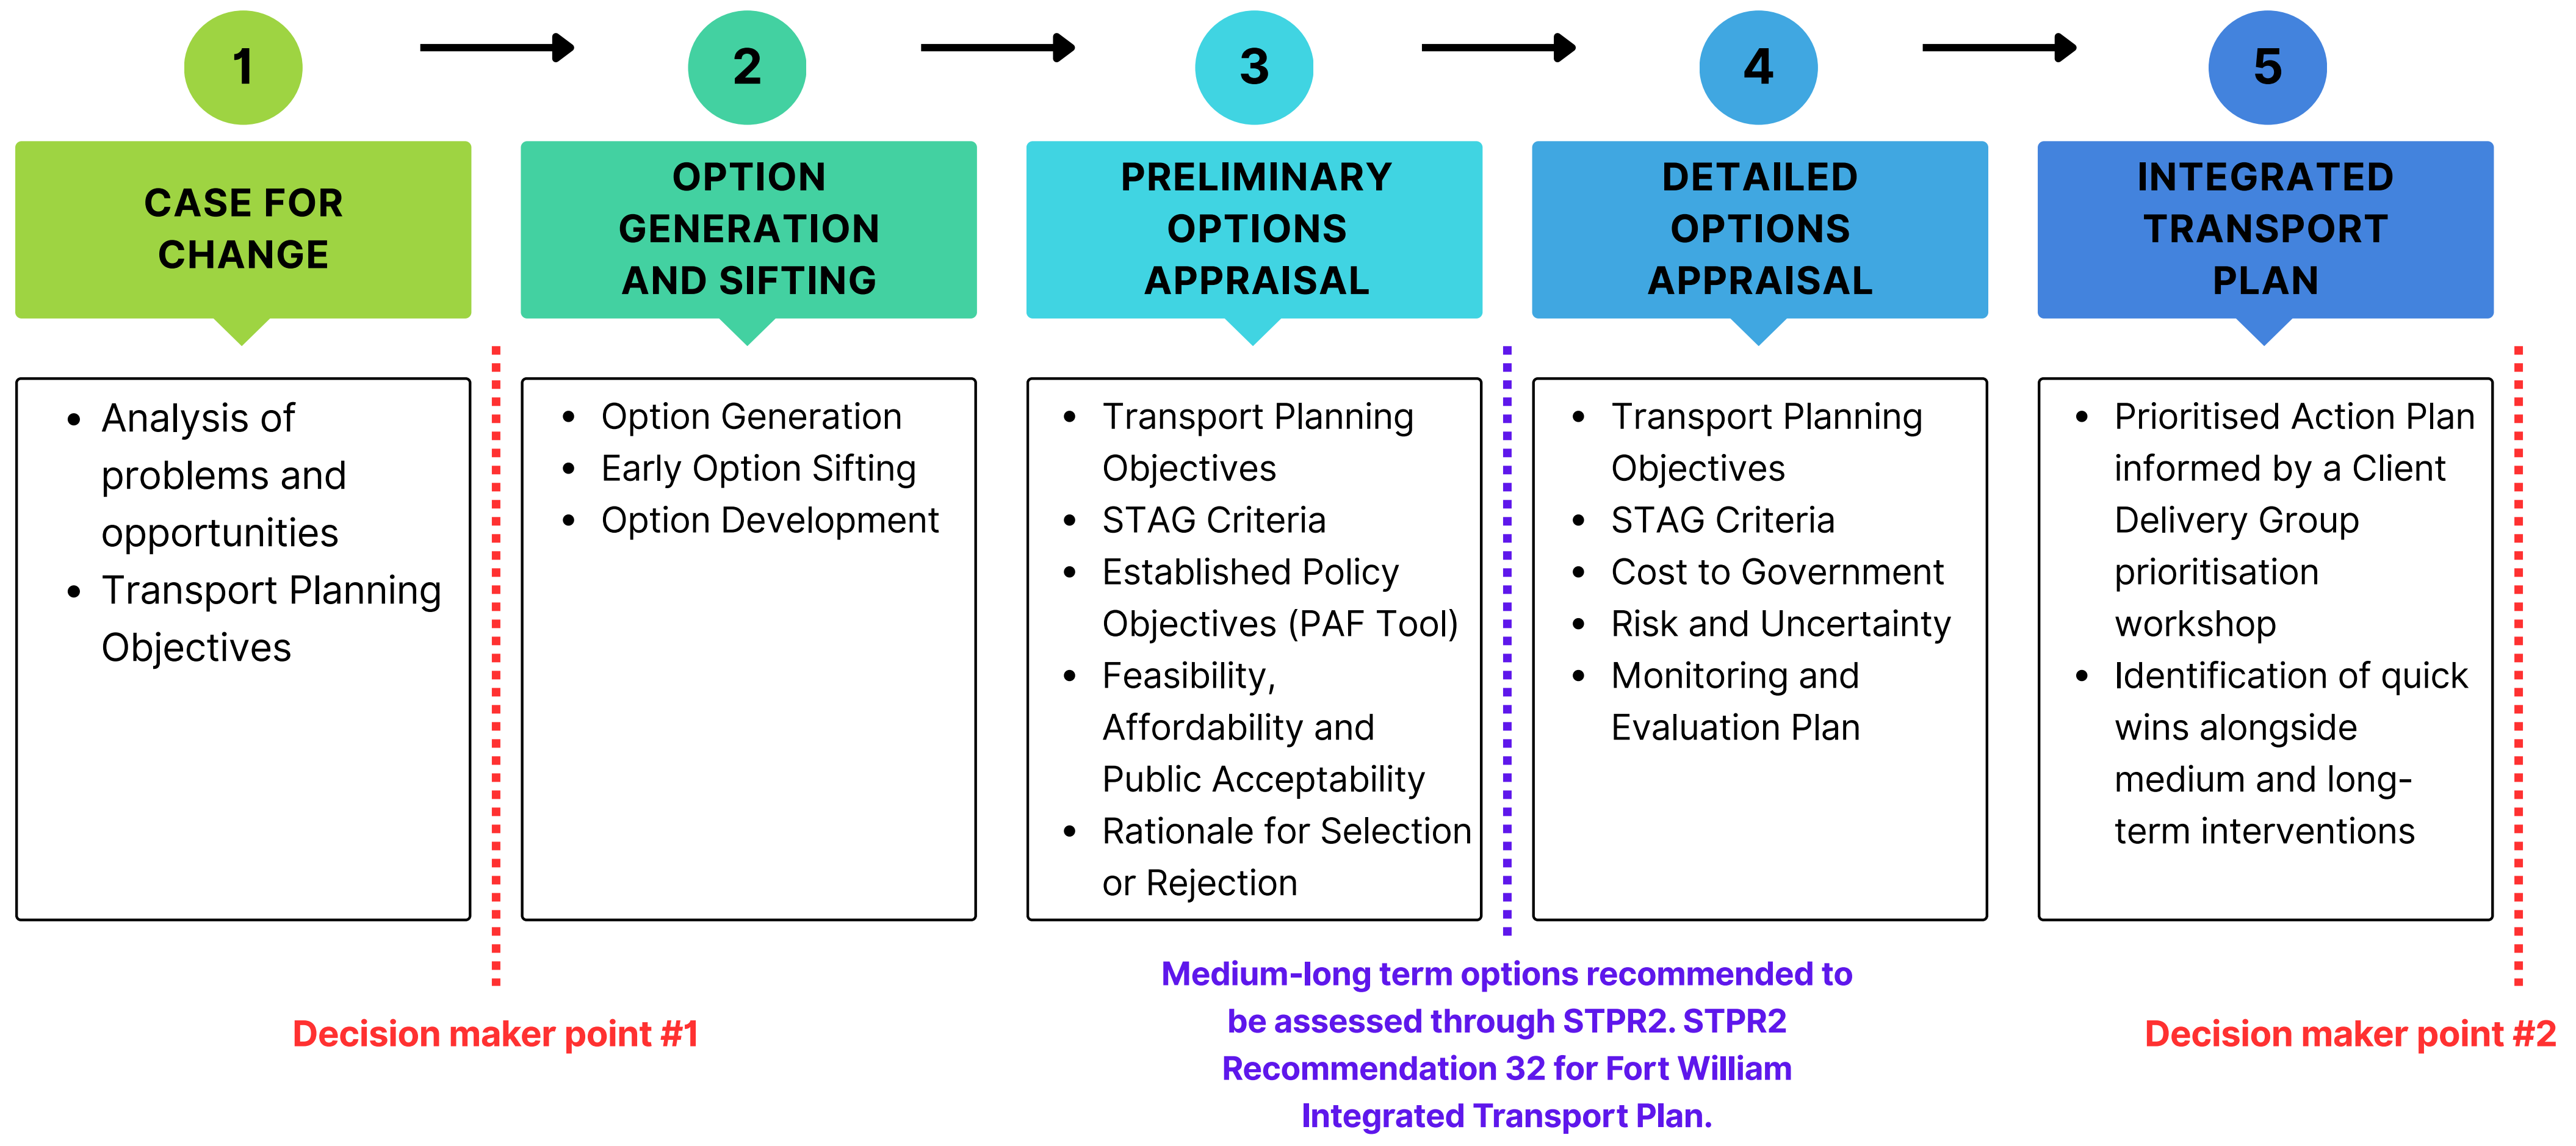 1
2
3
4
5
CASE FOR
CHANGE
OPTION
GENERATION
AND SIFTING
PRELIMINARY
OPTIONS
APPRAISAL
DETAILED
OPTIONS
APPRAISAL
INTEGRATED
TRANSPORT
PLAN
• Analysis of
problems and
opportunities
• Transport Planning
Objectives
• Option Generation
• Early Option Sifting
• Option Development
• Transport Planning
Objectives
• STAG Criteria
• Established Policy
Objectives (PAF Tool)
• Feasibility,
Affordability and
Public Acceptability
• Rationale for Selection
or Rejection
• Transport Planning
Objectives
• STAG Criteria
• Cost to Government
• Risk and Uncertainty
• Monitoring and
Evaluation Plan
• Prioritised Action Plan
informed by a Client
Delivery Group
prioritisation
workshop
• Identification of quick
wins alongside
medium and long-
term interventions
Decision maker point #1
Medium-long term options recommended to
be assessed through STPR2. STPR2
Recommendation 32 for Fort William
Integrated Transport Plan.
Decision maker point #2